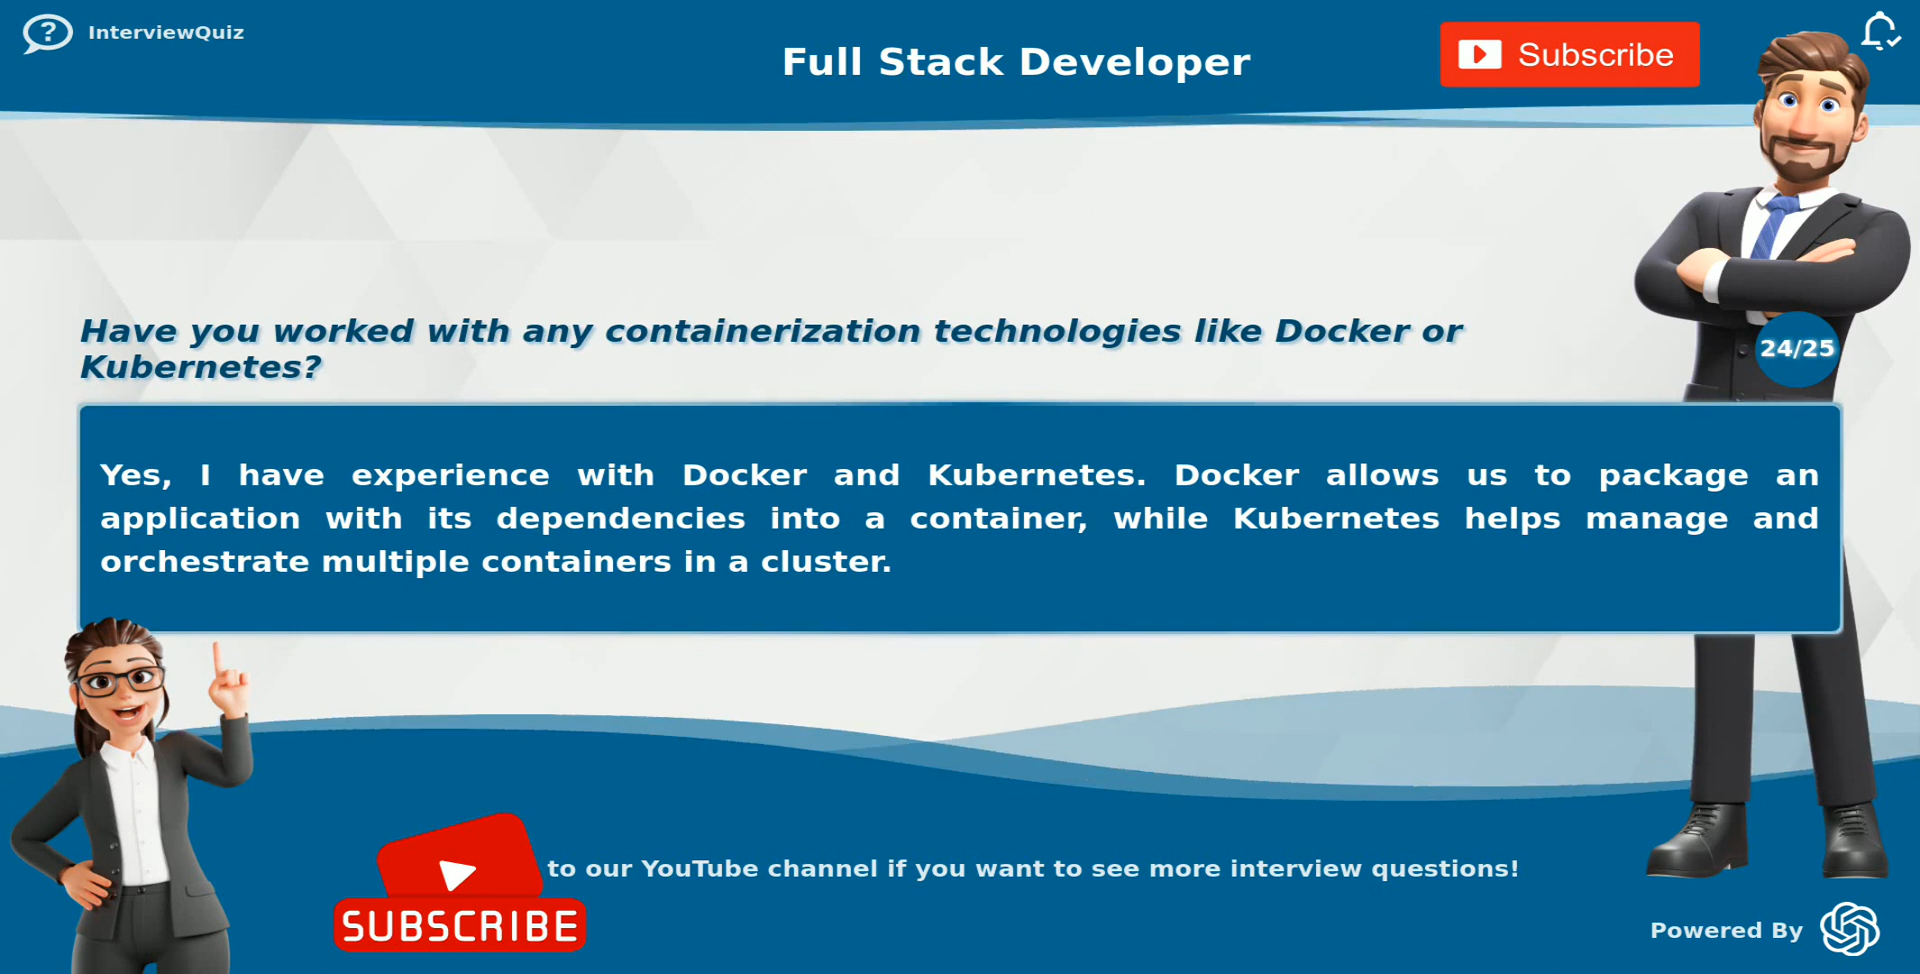 InterviewQuiz
Full Stack Developer
Subscribe
Have you worked with any containerization technologies like Docker or
Kubernetes?
24/25
Yes, I have experience with Docker and Kubernetes. Docker allows us to package an
application with its dependencies into a container, while Kubernetes helps manage and
orchestrate multiple containers in a cluster.
to our YouTube channel if you want to see more interview questions!
SUBSCRIBE
Powered By